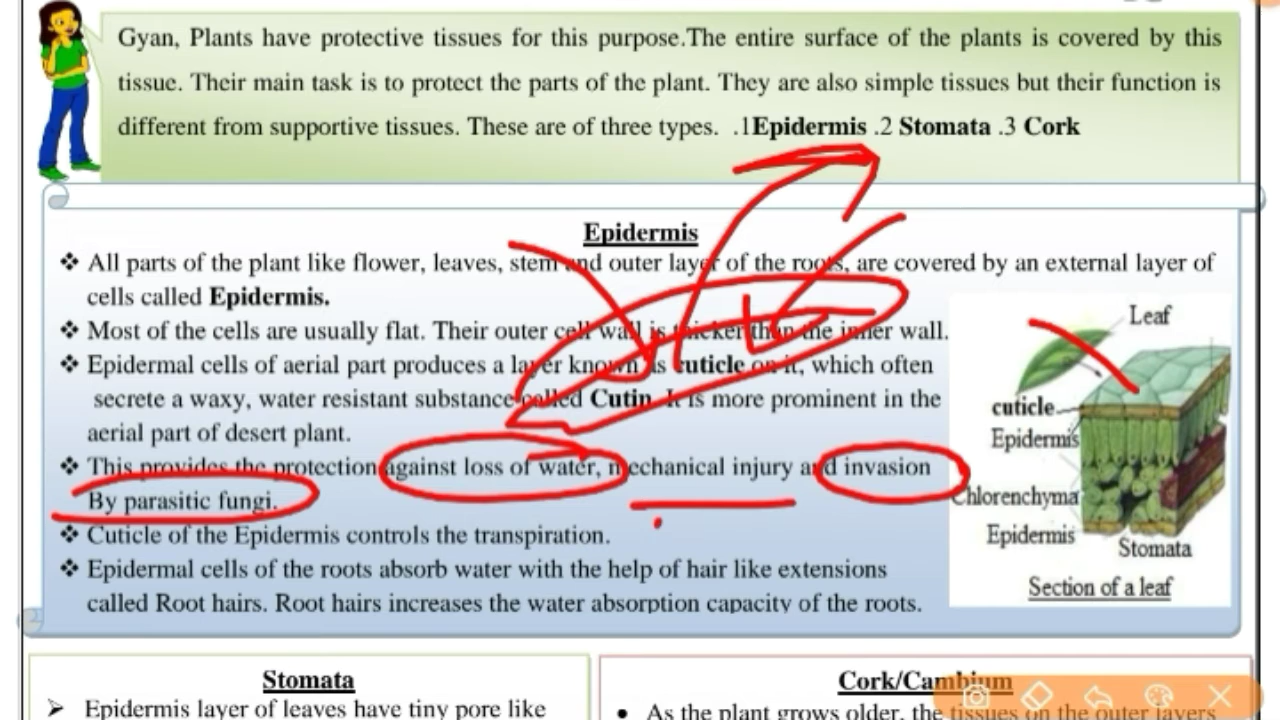 Gyan, Plants have protective tissues for this purpose.The entire surface of the plants is covered by this
tissue. Their main task is to protect the parts of the plant. They are also simple tissues but their function is
different from supportive tissues. These are of three types. .1Epidermis .2 Stomata .3 Cork
Epidermis
❖ All parts of the plant like flower, leaves, stem and outer layer of the roots, are covered by an external layer of
cells called Epidermis.
❖ Most of the cells are usually flat. Their outer cell wall is thicker than the inner wall.
❖ Epidermal cells of aerial part produces a layer known as cuticle on it, which often
secrete a waxy, water resistant substance called Cutin. It is more prominent in the
aerial part of desert plant.
❖ This provides the protection against loss of water, mechanical injury and invasion
By parasitic fungi.
❖ Cuticle of the Epidermis controls the transpiration.
❖ Epidermal cells of the roots absorb water with the help of hair like extensions
called Root hairs. Root hairs increases the water absorption capacity of the roots.
Leaf
cuticle
Epidermis
Chlorenchyma
Epidermis
Stomata
Section of a leaf
Stomata
➢ Epidermis layer of leaves have tiny pore like
Cork/Cambium
• As the plant grows older, the tissues on the outer layers